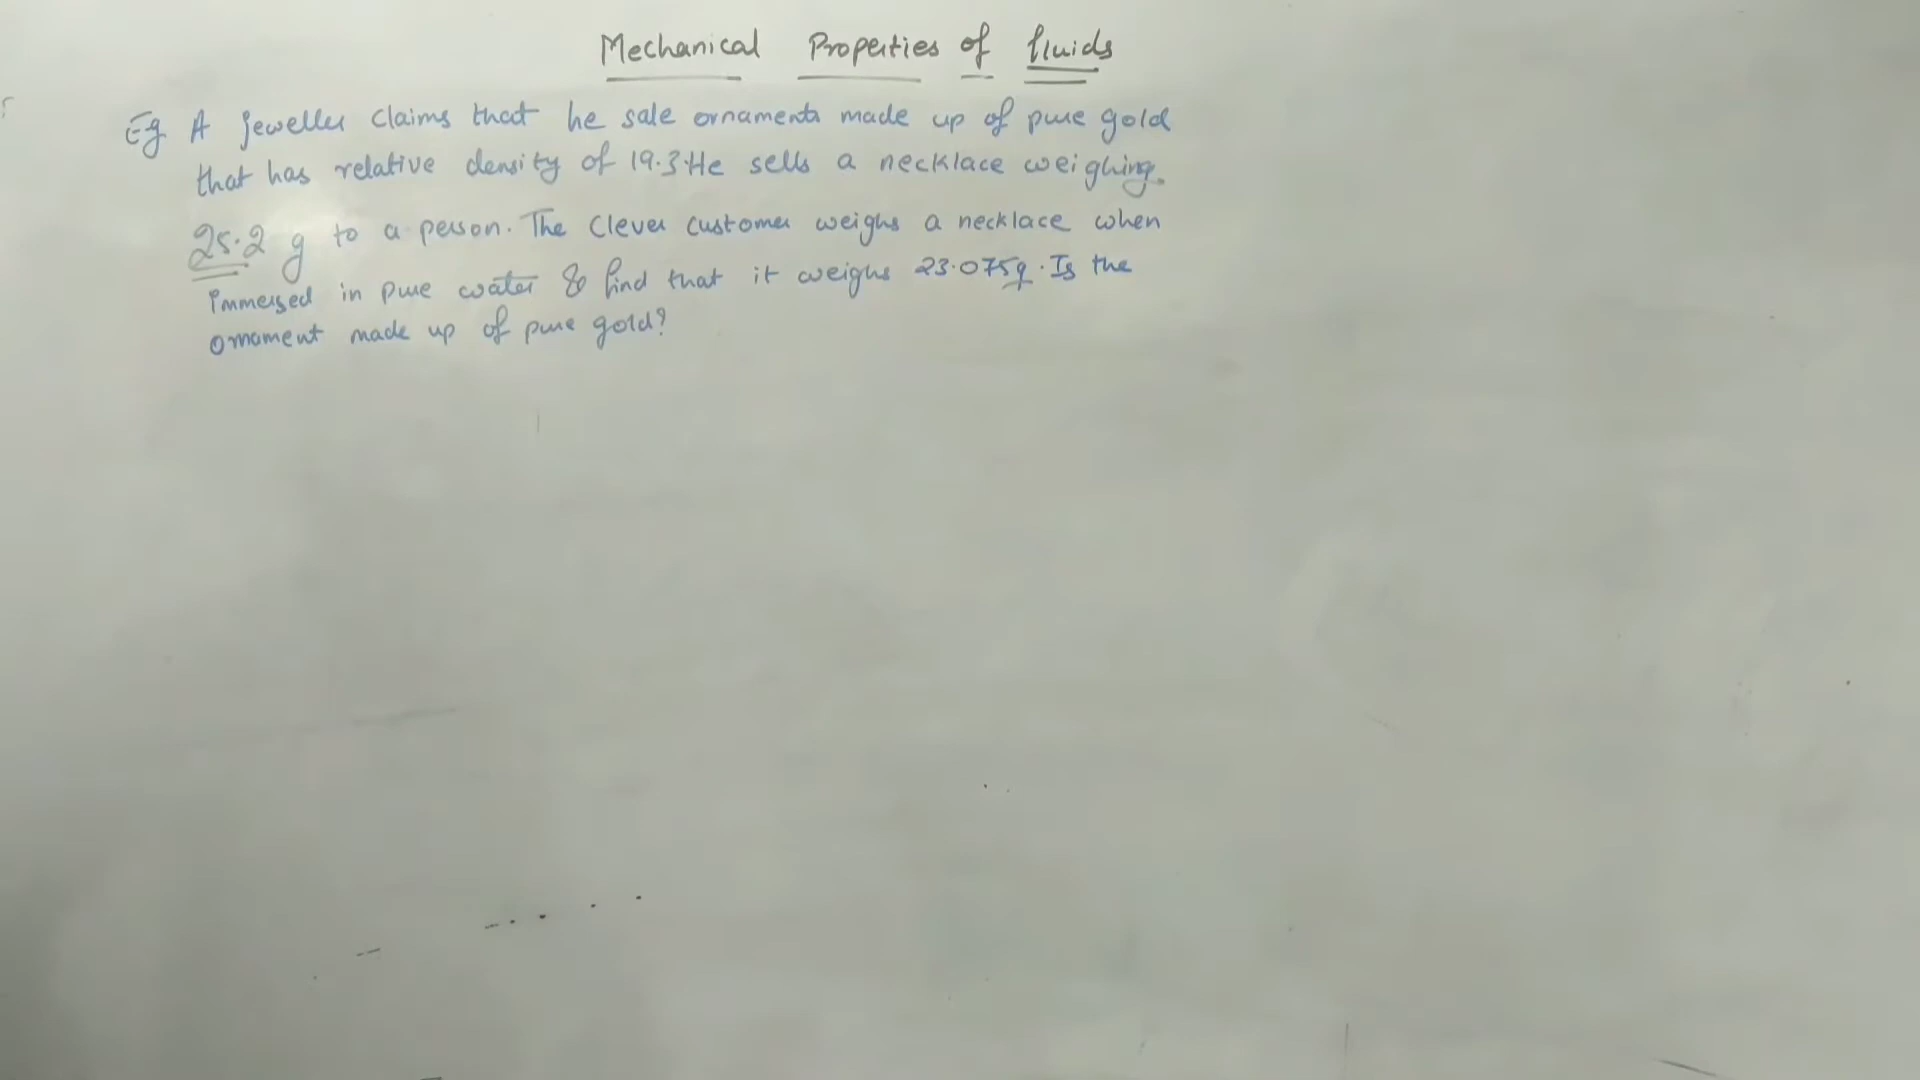 Mechanical Properties of fluids
Eg A jeweller claims that he sale ornaments made up of pure gold
that has relative density of 19.3. He sells a necklace weighing
25.2 g to a person. The Clever customer weighs a necklace when
immersed in pure water & find that it weighs 23.075g. Is the
ornament made up of pure gold?